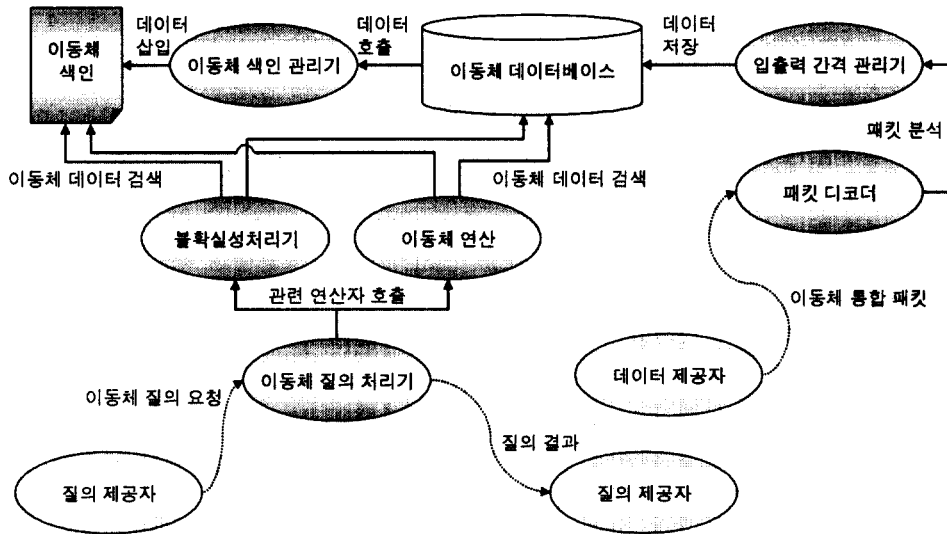 이동체
색인
데이터
삽입
이동체 색인 관리기
데이터
호출
이동체 데이터베이스
데이터
저장
입출력 간격 관리기
패킷 분석
이동체 데이터 검색
이동체 데이터 검색
패킷 디코더
불확실성처리기
이동체 연산
관련 연산자 호출
이동체 통합 패킷
이동체 질의 처리기
데이터 제공자
이동체 질의 요청
질의 결과
질의 제공자
질의 제공자